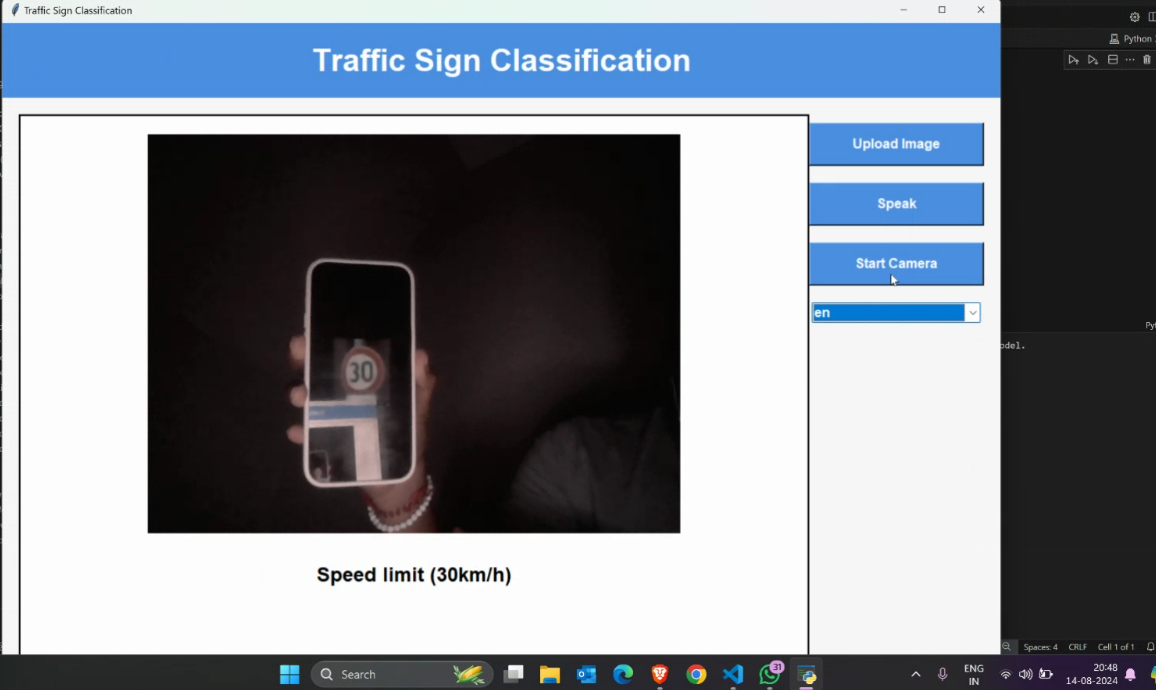 Traffic Sign Classification
Python
Traffic Sign Classification
Upload Image
Speak
Start Camera
en
30
Speed limit (30km/h)
odel.
Spaces: 4 CRLF Cell 1 of 1
Search
31
ENG
IN
20:48
14-08-2024